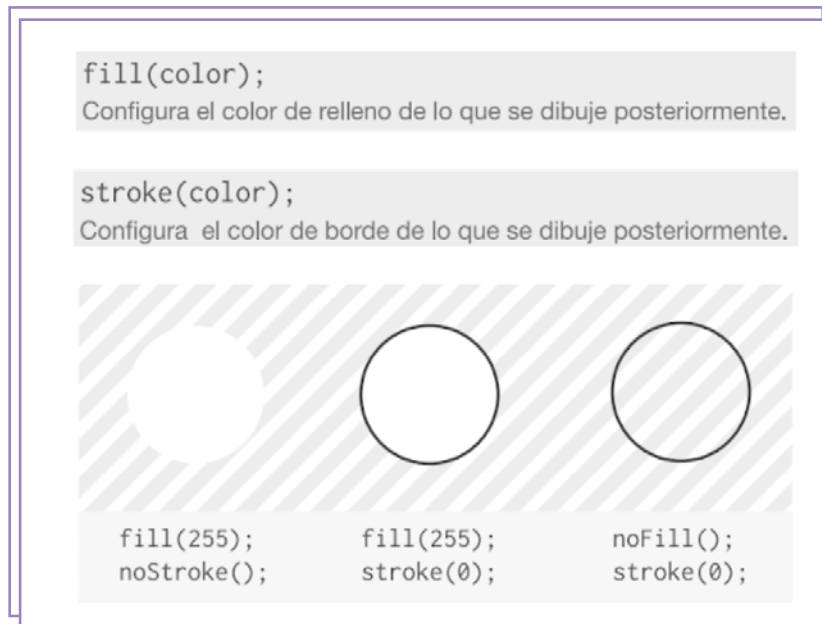 fill(color);
Configura el color de relleno de lo que se dibuje posteriormente.
stroke(color);
Configura el color de borde de lo que se dibuje posteriormente.
fill(255); fill(255); noFill();
noStroke(); stroke(0); stroke(0);